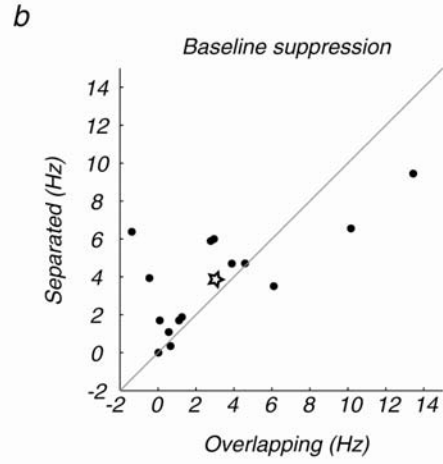 b
Baseline suppression
14
12
10
8
6
4
2
0
-2
Separated (Hz)
-2 0 2 4 6 8 10 12 14
Overlapping (Hz)